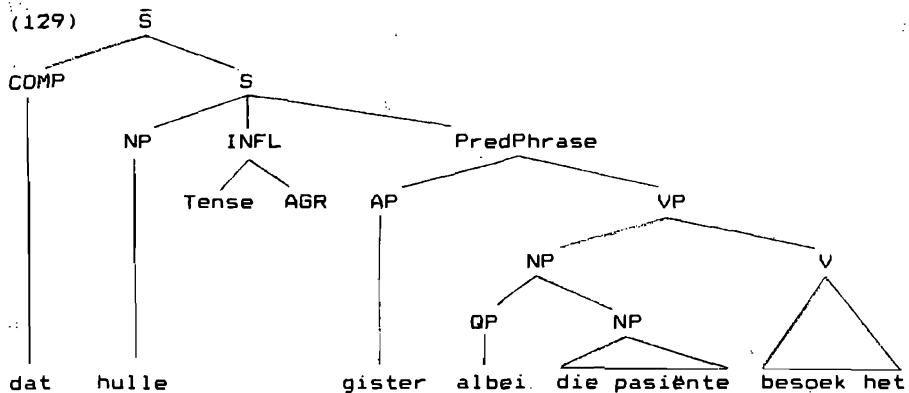 (129) S̄
COMP S
NP INFL PredPhrase
Tense AGR AP VP
NP V
QP NP
dat hulle gister albei die pasiënte besoek het